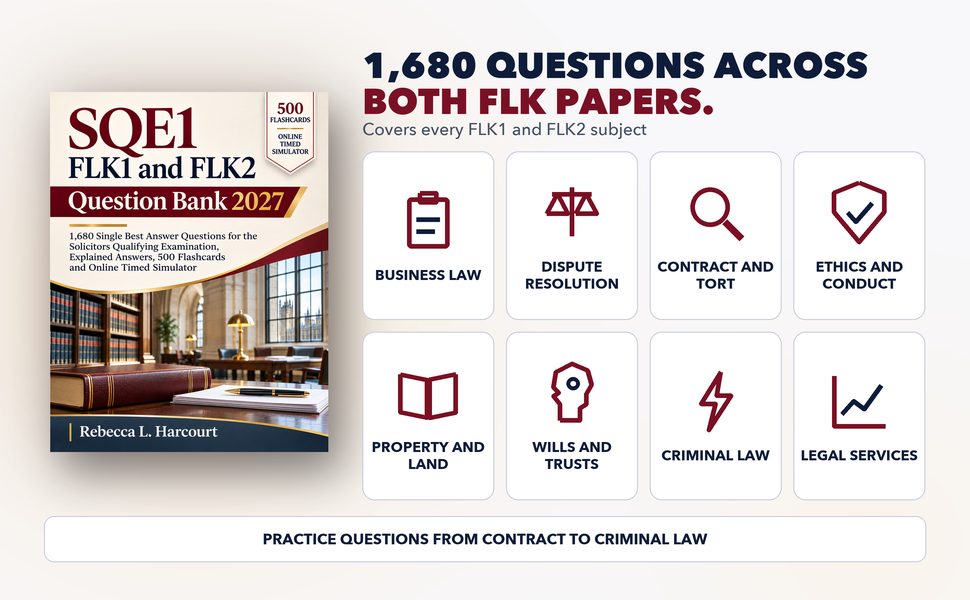 SQE1
FLK1 and FLK2
Question Bank 2027
500
FLASHCARDS
ONLINE
TIMED
SIMULATOR
1,680 Single Best Answer Questions for the
Solicitors Qualifying Examination,
Explained Answers, 500 Flashcards
and Online Timed Simulator
Rebecca L. Harcourt
1,680 QUESTIONS ACROSS
BOTH FLK PAPERS.
Covers every FLK1 and FLK2 subject
BUSINESS LAW
DISPUTE
RESOLUTION
CONTRACT AND
TORT
ETHICS AND
CONDUCT
PROPERTY AND
LAND
WILLS AND
TRUSTS
CRIMINAL LAW
LEGAL SERVICES
PRACTICE QUESTIONS FROM CONTRACT TO CRIMINAL LAW